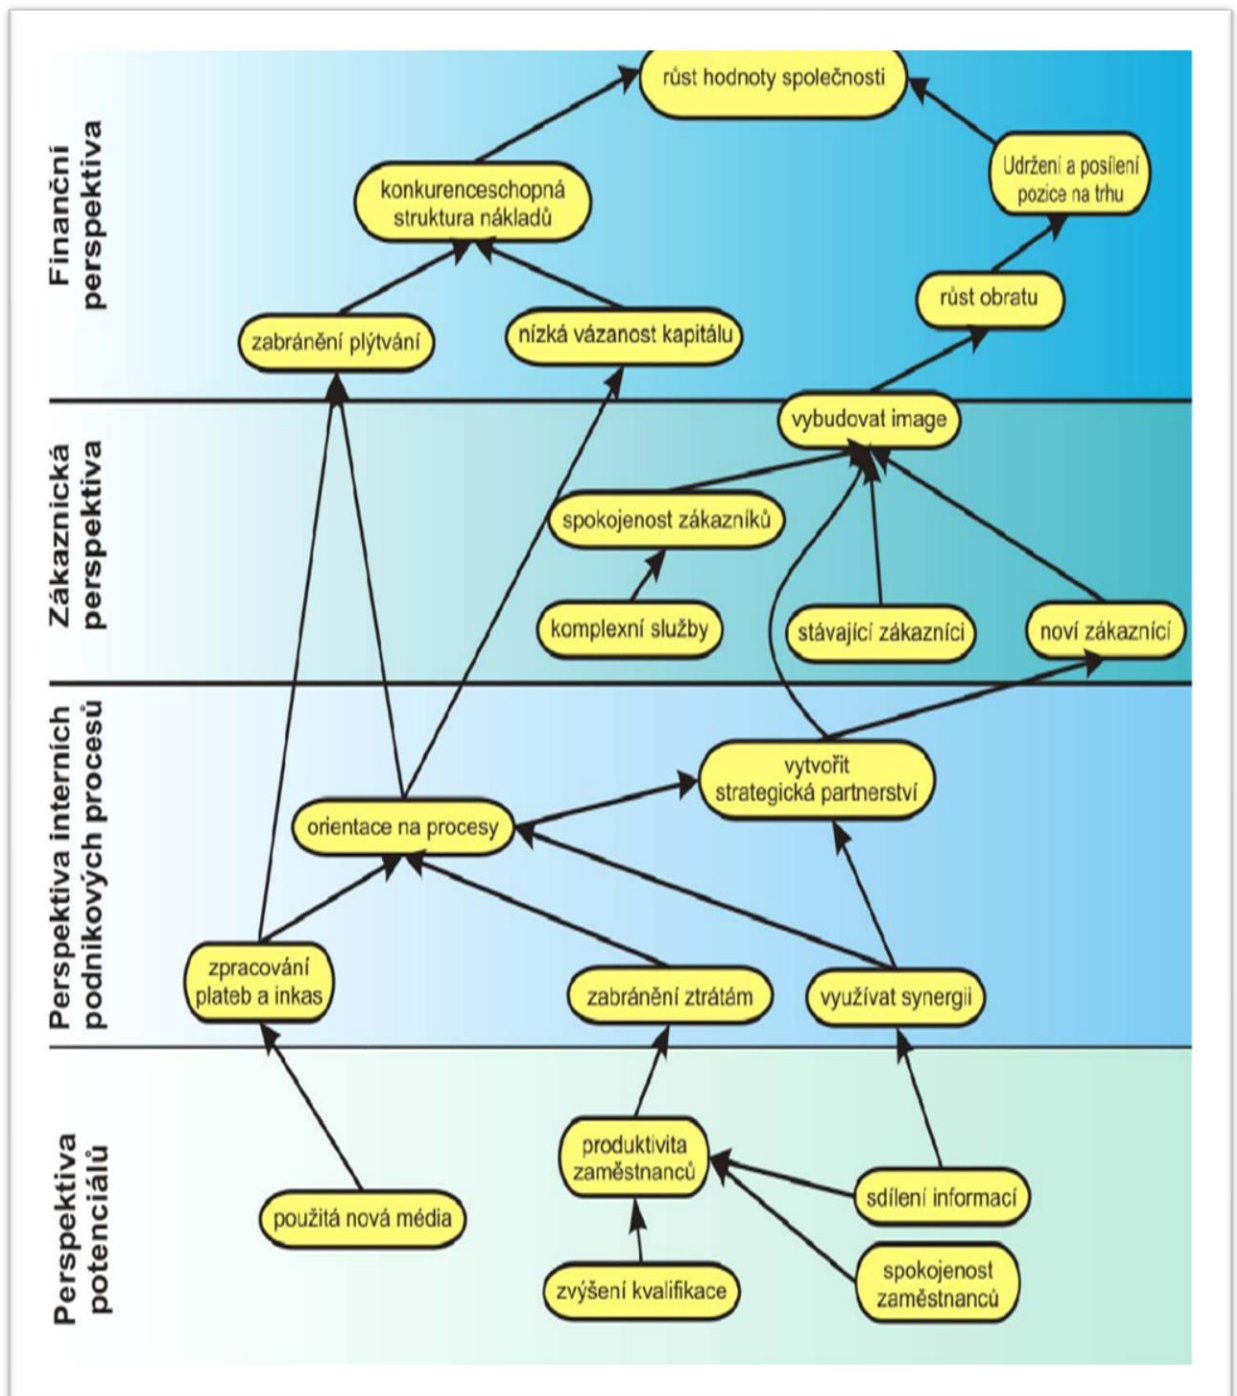 Finanční
perspektiva
růst hodnoty společnosti
konkurenceschopná
struktura nákladů
Udržení a posílení
pozice na trhu
růst obratu
zabránění plýtvání
nízká vázanost kapitálu
Zákaznická
perspektiva
vybudovat image
spokojenost zákazníků
komplexní služby
stávající zákazníci
noví zákazníci
Perspektiva interních
podnikových procesů
vytvořit
strategická partnerství
orientace na procesy
zpracování
plateb a inkas
zabránění ztrátám
využívat synergii
Perspektiva
potenciálů
produktivita
zaměstnanců
sdílení informací
použitá nová média
spokojenost
zaměstnanců
zvýšení kvalifikace